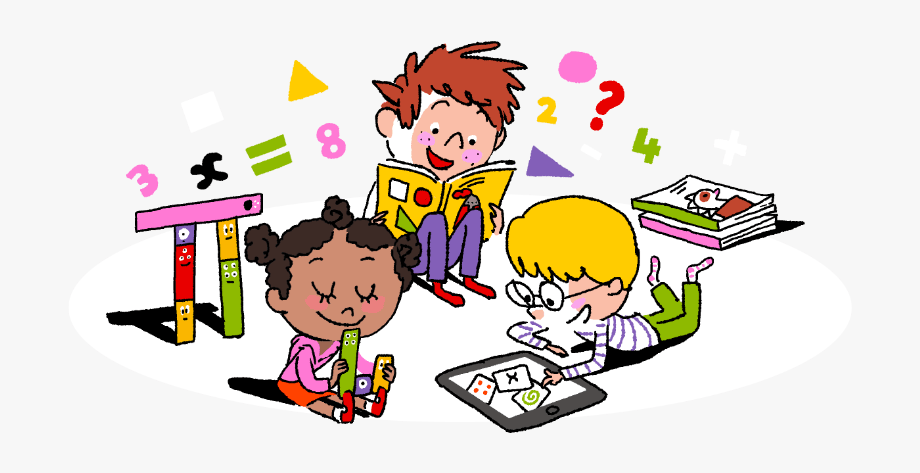 3 x = 8
2 ? - 4 +
x